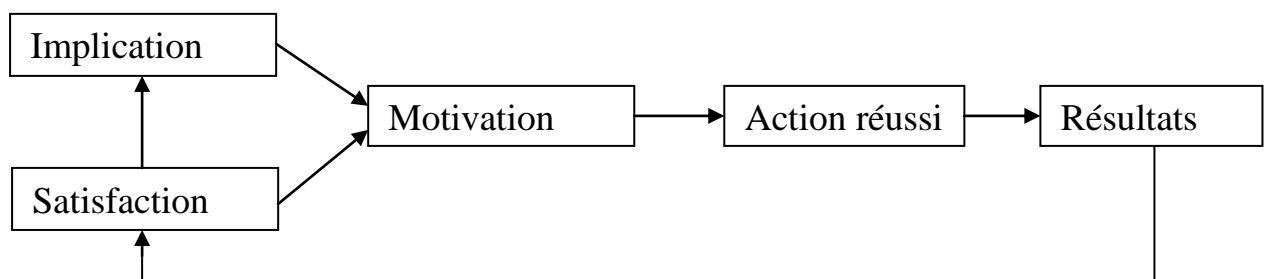 Implication
Motivation
Action réussi
Résultats
Satisfaction